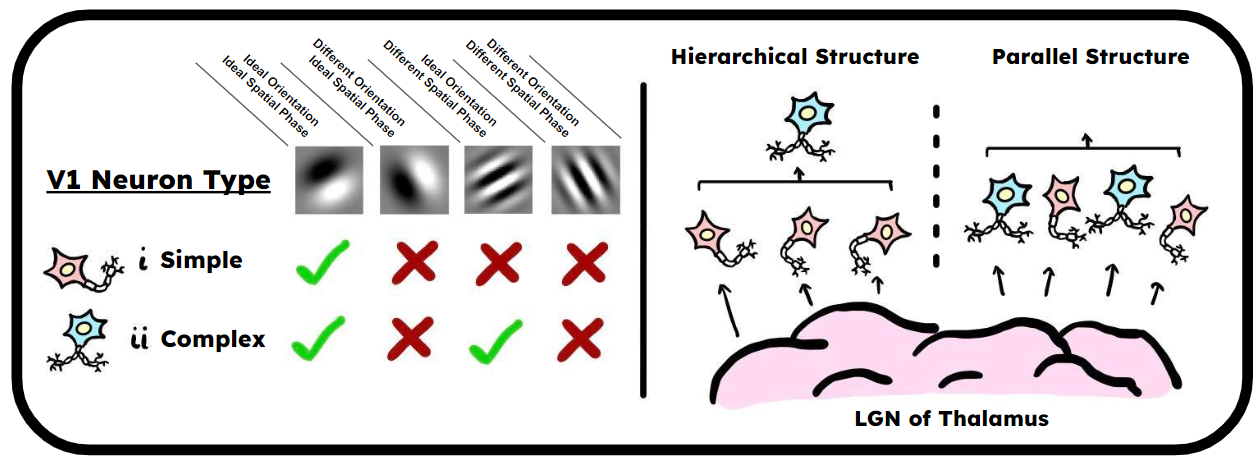 Ideal Orientation
Ideal Spatial Phase
Different Orientation
Ideal Spatial Phase
Ideal Orientation
Different Spatial Phase
Different Orientation
Different Spatial Phase
V1 Neuron Type
i Simple
ii Complex
Hierarchical Structure
Parallel Structure
LGN of Thalamus